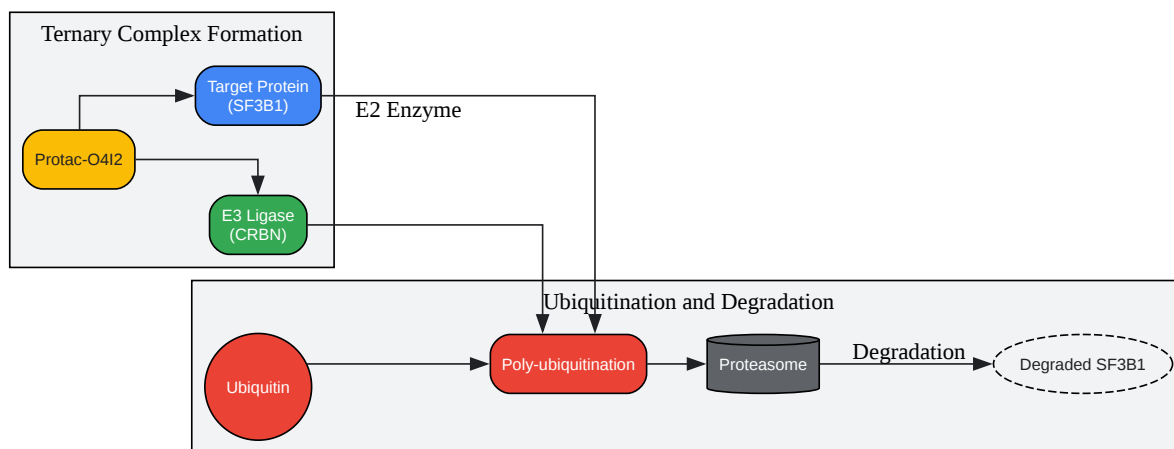 Ternary Complex Formation
Target Protein
(SF3B1)
E2 Enzyme
Protac-O4I2
E3 Ligase
(CRBN)
Ubiquitination and Degradation
Ubiquitin
Poly-ubiquitination
Proteasome
Degradation
Degraded SF3B1